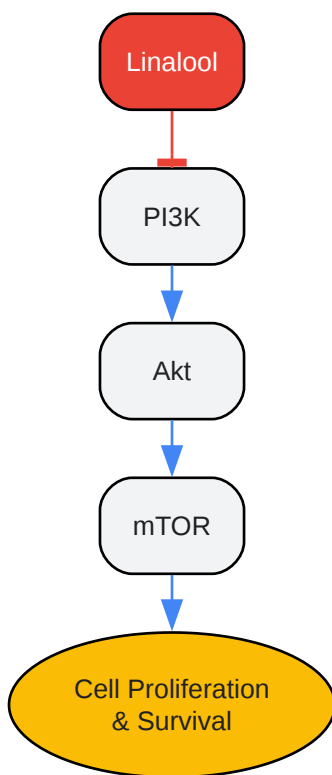 Linalool
PI3K
Akt
mTOR
Cell Proliferation
& Survival